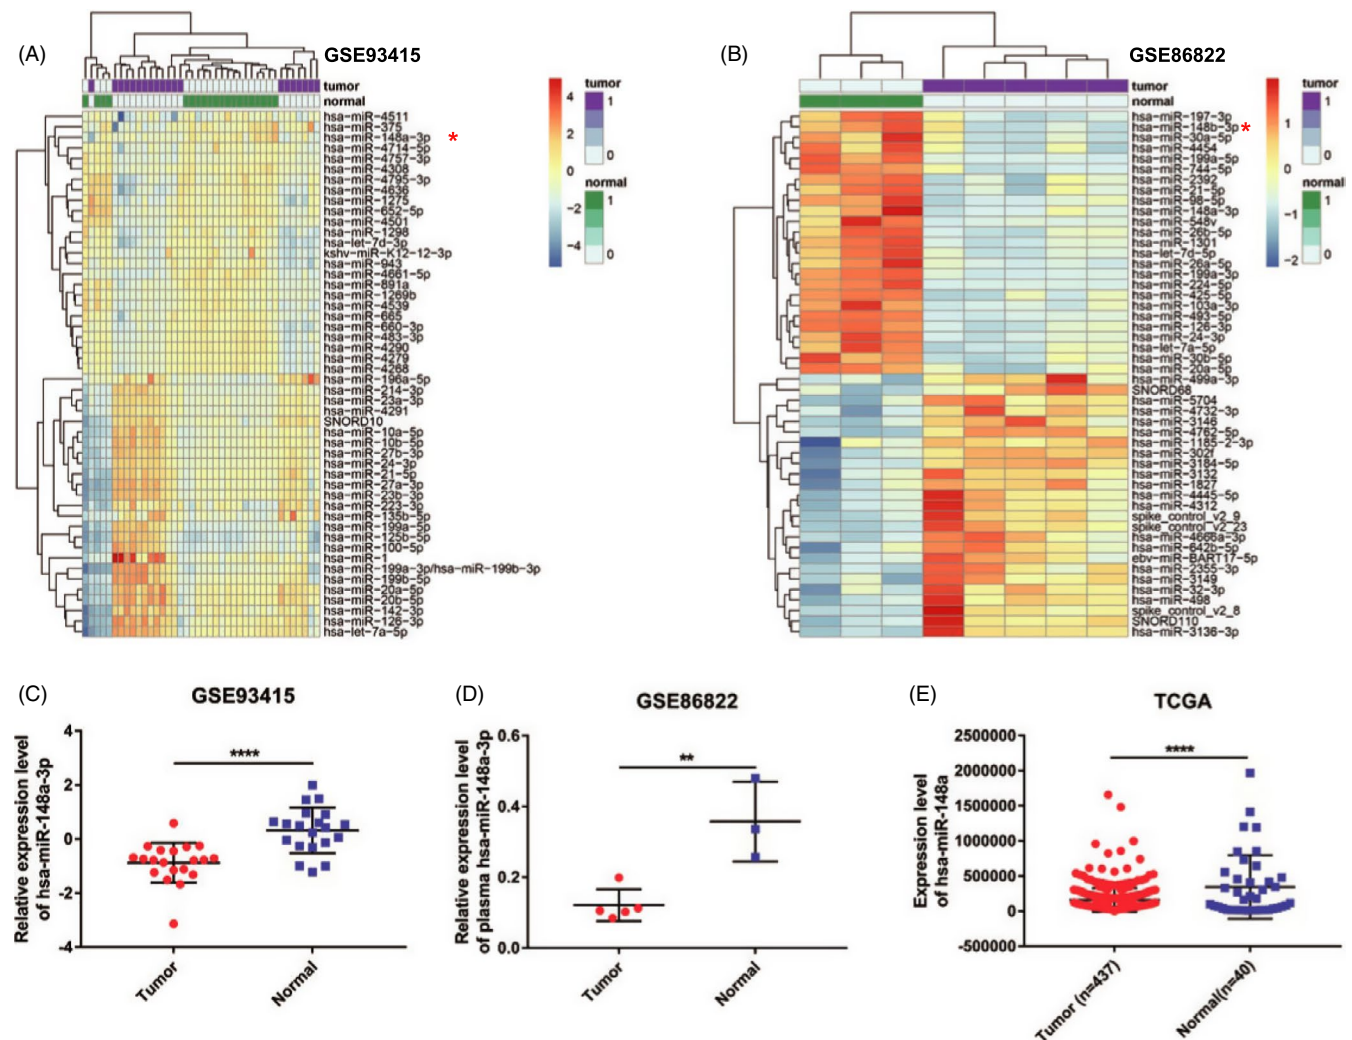 (A)
GSE93415
tumor
normal
hsa-miR-4511
hsa-miR-375
hsa-miR-148a-3p *
hsa-miR-4714-5p
hsa-miR-4757-3p
hsa-miR-4308
hsa-miR-4795-3p
hsa-miR-4636
hsa-miR-1275
hsa-miR-652-5p
hsa-miR-4501
hsa-miR-1298
hsa-let-7d-3p
kshv-miR-K12-12-3p
hsa-miR-943
hsa-miR-4661-5p
hsa-miR-891a
hsa-miR-1269b
hsa-miR-4539
hsa-miR-665
hsa-miR-660-3p
hsa-miR-483-3p
hsa-miR-4290
hsa-miR-4279
hsa-miR-4268
hsa-miR-196a-5p
hsa-miR-214-3p
hsa-miR-23a-3p
hsa-miR-4291
SNORD10
hsa-miR-10a-5p
hsa-miR-10b-5p
hsa-miR-27b-3p
hsa-miR-24-3p
hsa-miR-21-5p
hsa-miR-27a-3p
hsa-miR-23b-3p
hsa-miR-223-3p
hsa-miR-135b-5p
hsa-miR-199a-5p
hsa-miR-125b-5p
hsa-miR-100-5p
hsa-miR-1
hsa-miR-199a-3p/hsa-miR-199b-3p
hsa-miR-199b-5p
hsa-miR-20a-5p
hsa-miR-20b-5p
hsa-miR-142-3p
hsa-miR-126-3p
hsa-let-7a-5p
4
2
0
-2
-4
tumor
1
0
normal
1
0
(B)
GSE86822
tumor
normal
hsa-miR-197-3p
hsa-miR-148b-3p *
hsa-miR-30a-5p
hsa-miR-4454
hsa-miR-199a-5p
hsa-miR-744-5p
hsa-miR-2392
hsa-miR-21-5p
hsa-miR-98-5p
hsa-miR-148a-3p
hsa-miR-548v
hsa-miR-26b-5p
hsa-miR-1301
hsa-let-7d-5p
hsa-miR-26a-5p
hsa-miR-199a-3p
hsa-miR-224-5p
hsa-miR-425-5p
hsa-miR-103a-3p
hsa-miR-493-5p
hsa-miR-126-3p
hsa-miR-24-3p
hsa-let-7a-5p
hsa-miR-30b-5p
hsa-miR-20a-5p
hsa-miR-499a-3p
SNORD68
hsa-miR-5704
hsa-miR-4732-3p
hsa-miR-3146
hsa-miR-4762-5p
hsa-miR-1185-2-3p
hsa-miR-302f
hsa-miR-3184-5p
hsa-miR-3132
hsa-miR-1827
hsa-miR-4445-5p
hsa-miR-4312
spike_control_v2_9
spike_control_v2_23
hsa-miR-4666a-3p
hsa-miR-642b-5p
ebv-miR-BART17-5p
hsa-miR-2355-3p
hsa-miR-3149
hsa-miR-32-3p
hsa-miR-498
spike_control_v2_8
SNORD110
hsa-miR-3136-3p
1
0
-1
-2
tumor
1
0
normal
1
0
(C)
GSE93415
Relative expression level
of hsa-miR-148a-3p
4
2
0
-2
-4
****
Tumor
Normal
(D)
GSE86822
Relative expression level
of plasma hsa-miR-148a-3p
0.6
0.4
0.2
0.0
**
Tumor
Normal
(E)
TCGA
Expression level
of hsa-miR-148a
2500000
2000000
1500000
1000000
500000
0
-500000
****
Tumor (n=437)
Normal(n=40)